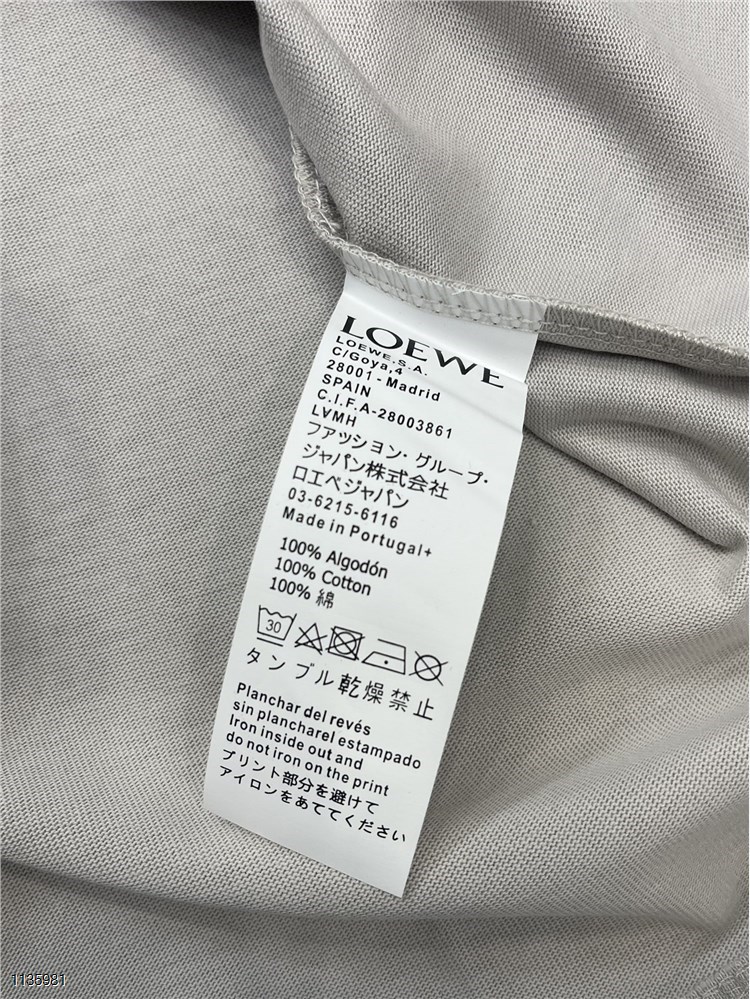 LOEWE
LOEWE.S.A.
C/Goya,4
28001 - Madrid
SPAIN
C.I.F.A-28003861
LVMH
ファッション・グループ・
ジャパン株式会社
ロエベジャパン
03-6215-6116
Made in Portugal+
100% Algodón
100% Cotton
100% 綿
30
タンブル乾燥禁止
Planchar del revés
sin plancharel estampado
Iron inside out and
do not iron on the print
プリント部分を避けて
アイロンをあててください
1135981